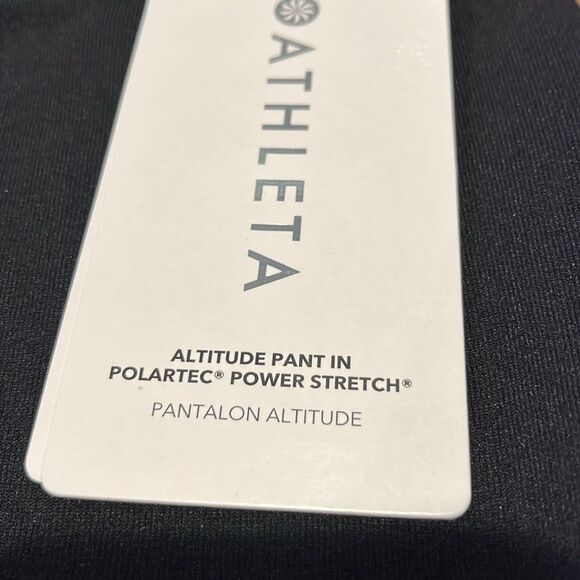 ATHLETA
ALTITUDE PANT IN
POLARTEC® POWER STRETCH®
PANTALON ALTITUDE